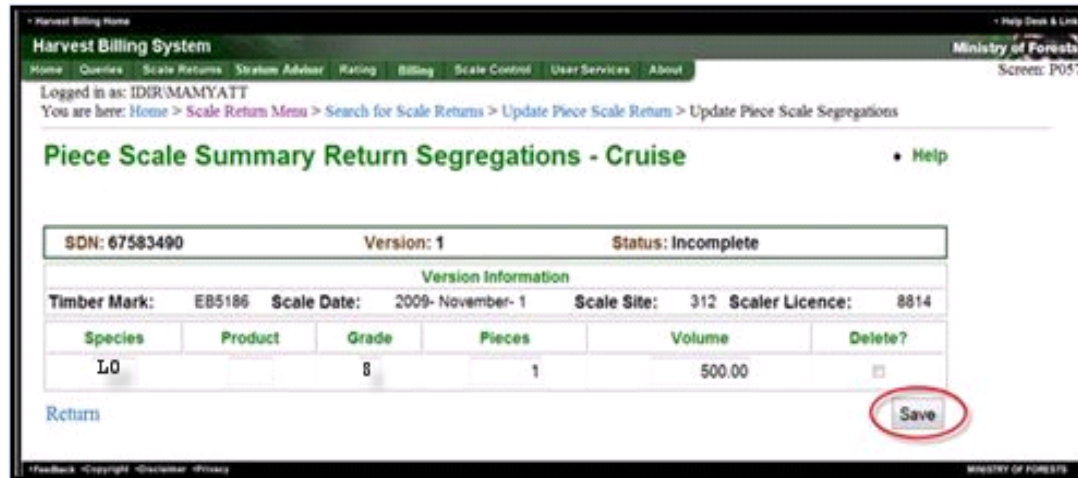 • Harvest Billing Home • Help Desk & Link
Harvest Billing System Ministry of Forests
Home Queries Scale Returns Stratum Advisor Rating Billing Scale Control User Services About Screen: P057
Logged in as: IDIR\MAMYATT
You are here: Home > Scale Return Menu > Search for Scale Returns > Update Piece Scale Return > Update Piece Scale Segregations
Piece Scale Summary Return Segregations - Cruise • Help
SDN: 67583490 Version: 1 Status: Incomplete
Version Information
Timber Mark: EB5186 Scale Date: 2009- November- 1 Scale Site: 312 Scaler Licence: 8814
Species Product Grade Pieces Volume Delete?
LO 8 1 500.00
Return Save
•Feedback •Copyright •Disclaimer •Privacy MINISTRY OF FORESTS